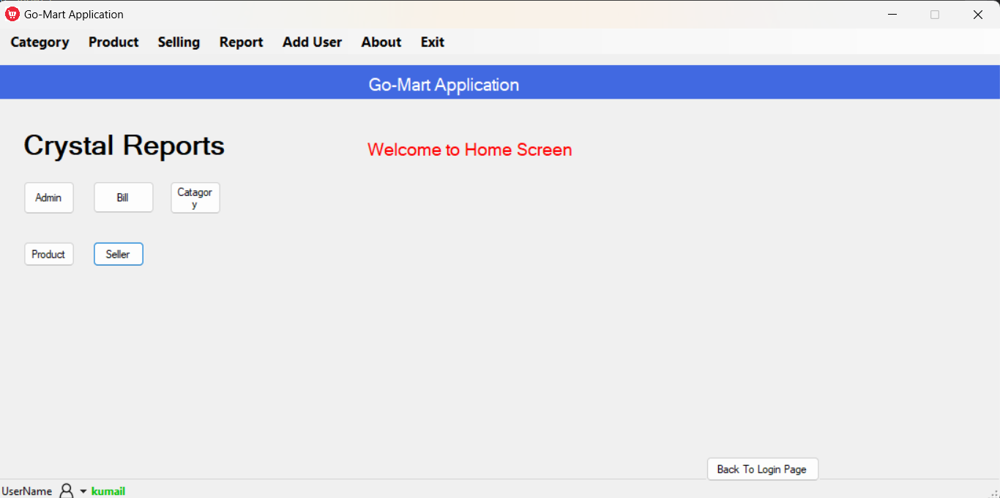 Go-Mart Application
Category Product Selling Report Add User About Exit
Go-Mart Application
Crystal Reports
Welcome to Home Screen
Admin Bill Catagor
y
Product Seller
Back To Login Page
UserName kumail